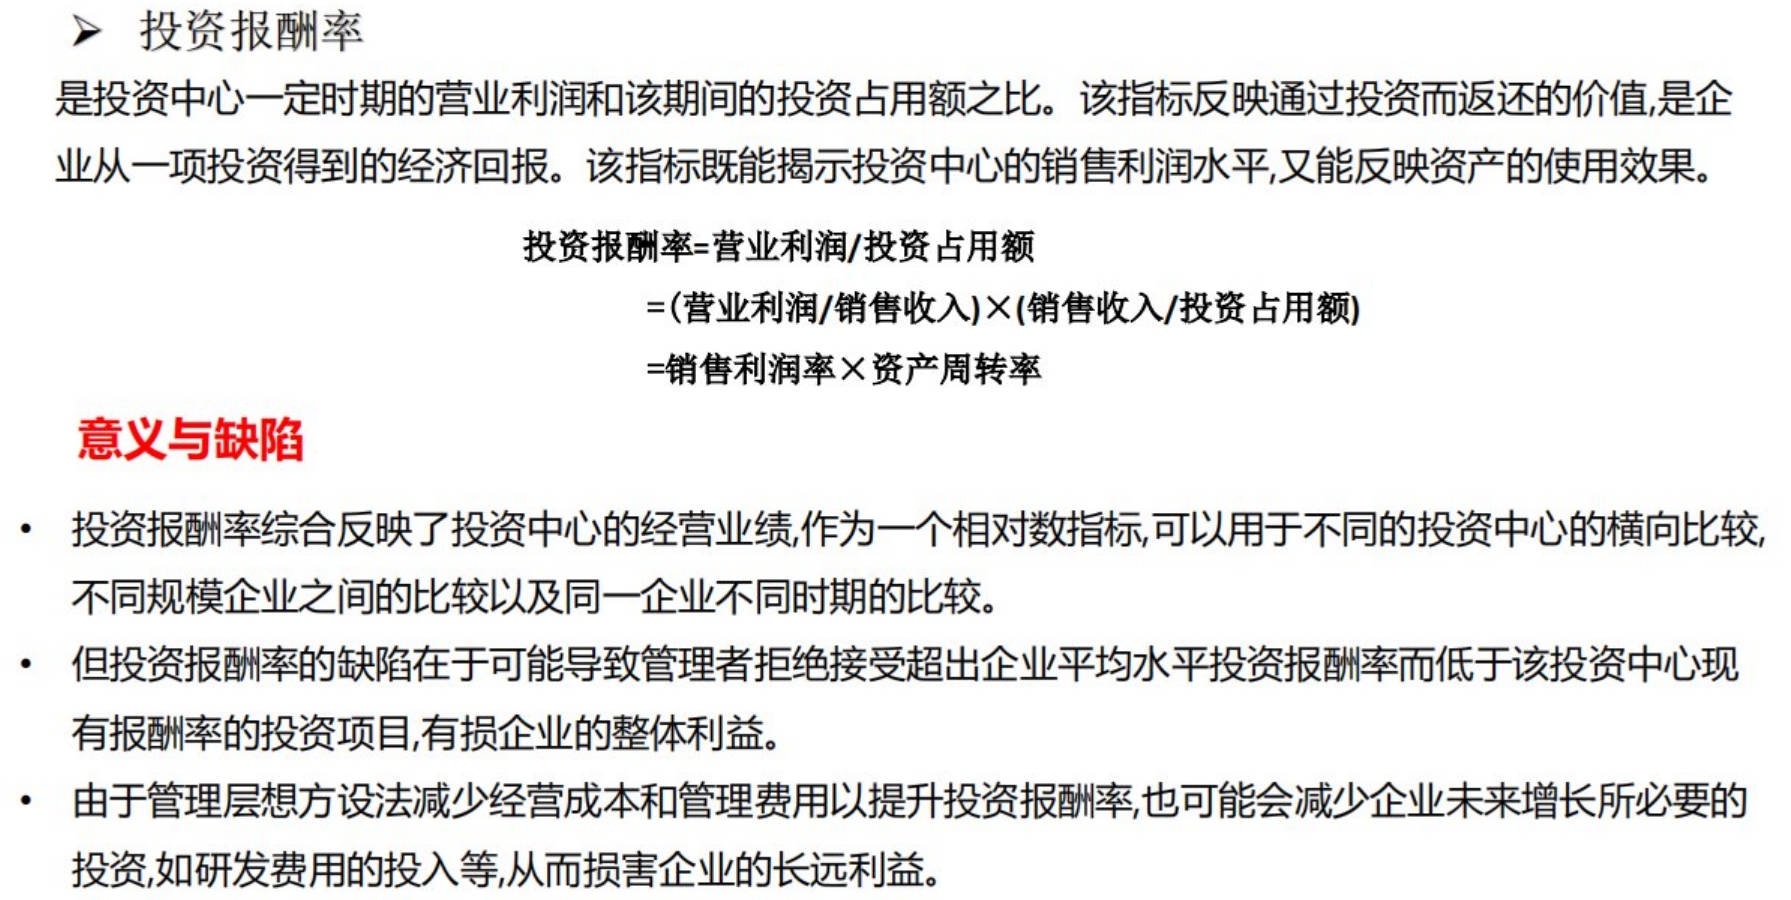 ➢ 投资报酬率
是投资中心一定时期的营业利润和该期间的投资占用额之比。该指标反映通过投资而返还的价值,是企
业从一项投资得到的经济回报。该指标既能揭示投资中心的销售利润水平,又能反映资产的使用效果。
投资报酬率=营业利润/投资占用额
=(营业利润/销售收入)×(销售收入/投资占用额)
=销售利润率×资产周转率
意义与缺陷
• 投资报酬率综合反映了投资中心的经营业绩,作为一个相对数指标,可以用于不同的投资中心的横向比较,
不同规模企业之间的比较以及同一企业不同时期的比较。
• 但投资报酬率的缺陷在于可能导致管理者拒绝接受超出企业平均水平投资报酬率而低于该投资中心现
有报酬率的投资项目,有损企业的整体利益。
• 由于管理层想方设法减少经营成本和管理费用以提升投资报酬率,也可能会减少企业未来增长所必要的
投资,如研发费用的投入等,从而损害企业的长远利益。